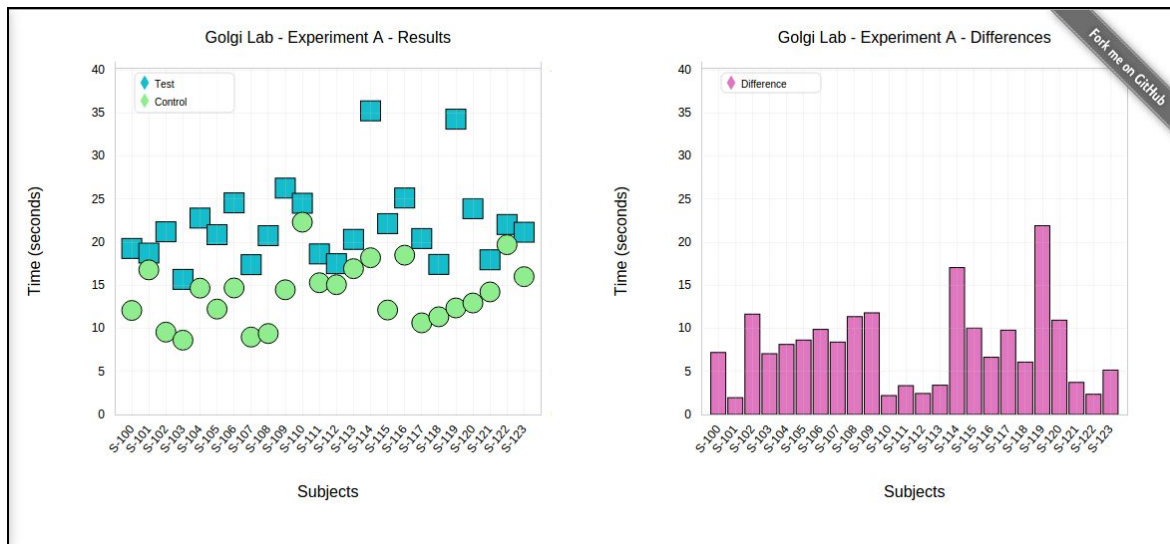 Golgi Lab - Experiment A - Results
Time (seconds)
40
35
30
25
20
15
10
5
0
Test
Control
S-100
S-101
S-102
S-103
S-104
S-105
S-106
S-107
S-108
S-109
S-110
S-111
S-112
S-113
S-114
S-115
S-116
S-117
S-118
S-119
S-120
S-121
S-122
S-123
Subjects
Golgi Lab - Experiment A - Differences
Fork me on GitHub
Time (seconds)
40
35
30
25
20
15
10
5
0
Difference
S-100
S-101
S-102
S-103
S-104
S-105
S-106
S-107
S-108
S-109
S-110
S-111
S-112
S-113
S-114
S-115
S-116
S-117
S-118
S-119
S-120
S-121
S-122
S-123
Subjects